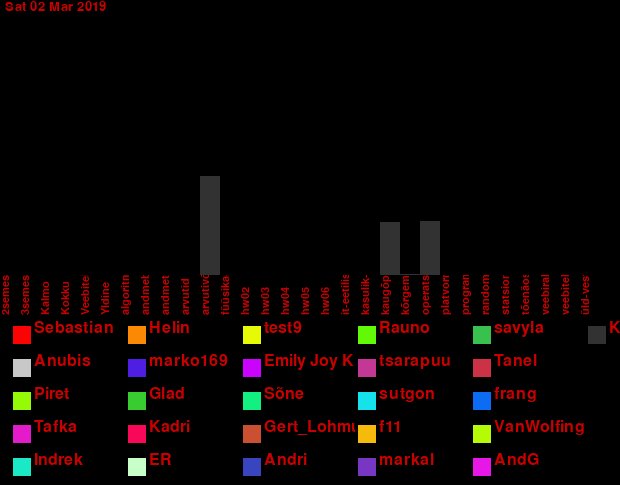 Sat 02 Mar 2019
2semes
3semes
Kalmo
Kokku
Veebite
Yldine
algoritn
andmet
andmet
arvutid
arvutivõ
füüsika
hw02
hw03
hw04
hw05
hw06
it-eetilis
kasulik-
kaugõp
kõrgem
operats
platvorn
progran
random
statsior
tõenäos
veebiral
veebitel
üld-ves
Sebastian Helin test9 Rauno savyla K
Anubis marko169 Emily Joy K tsarapuu Tanel
Piret Glad Sõne sutgon frang
Tafka Kadri Gert_Lohmu f11 VanWolfing
Indrek ER Andri markal AndG